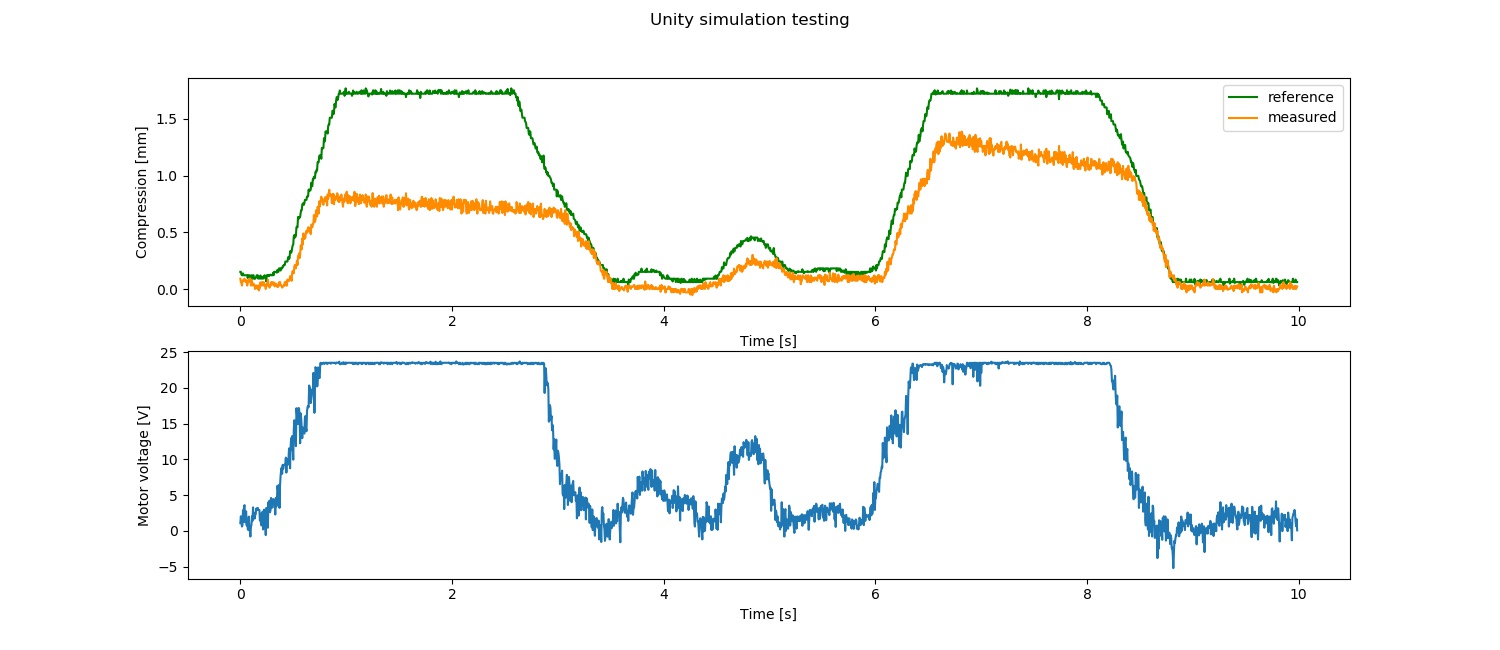 Unity simulation testing
reference
measured
Compression [mm]
1.5
1.0
0.5
0.0
0 2 4 6 8 10
Time [s]
Motor voltage [V]
25
20
15
10
5
0
−5
0 2 4 6 8 10
Time [s]